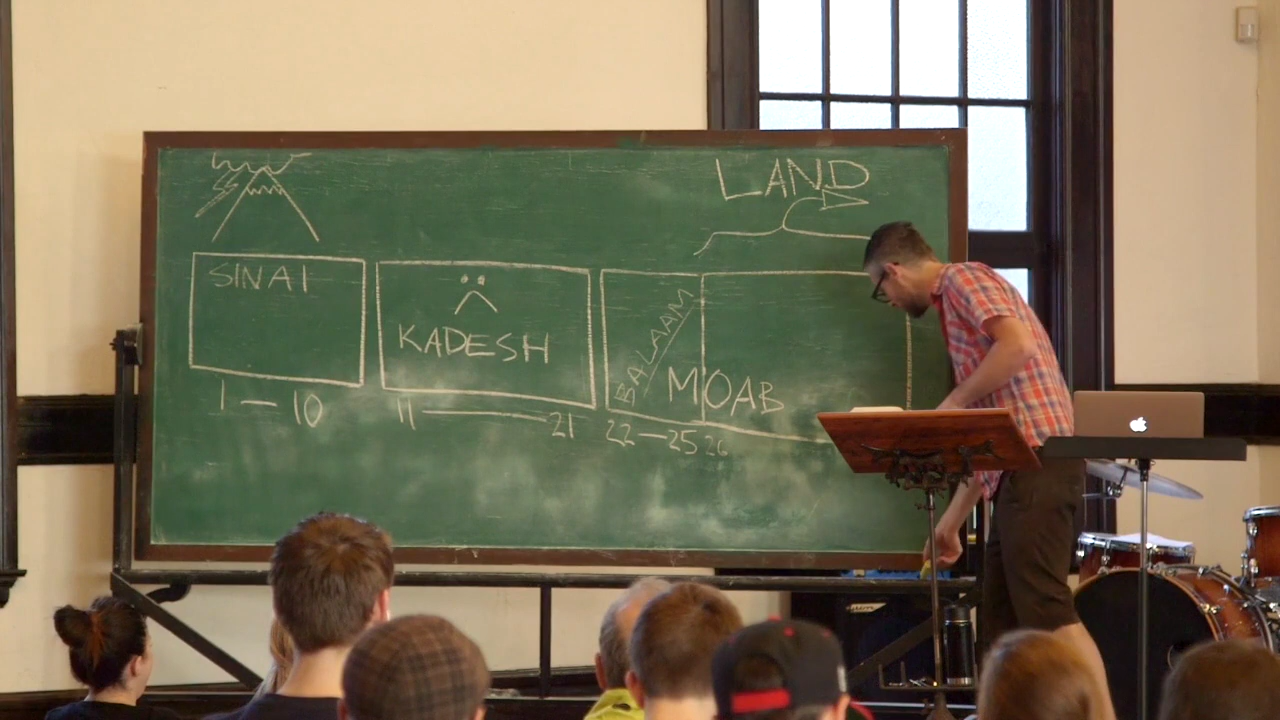 LAND
SINAI
KADESH
BALAAM
MOAB
1 — 10
11 — 21
22 — 25 26